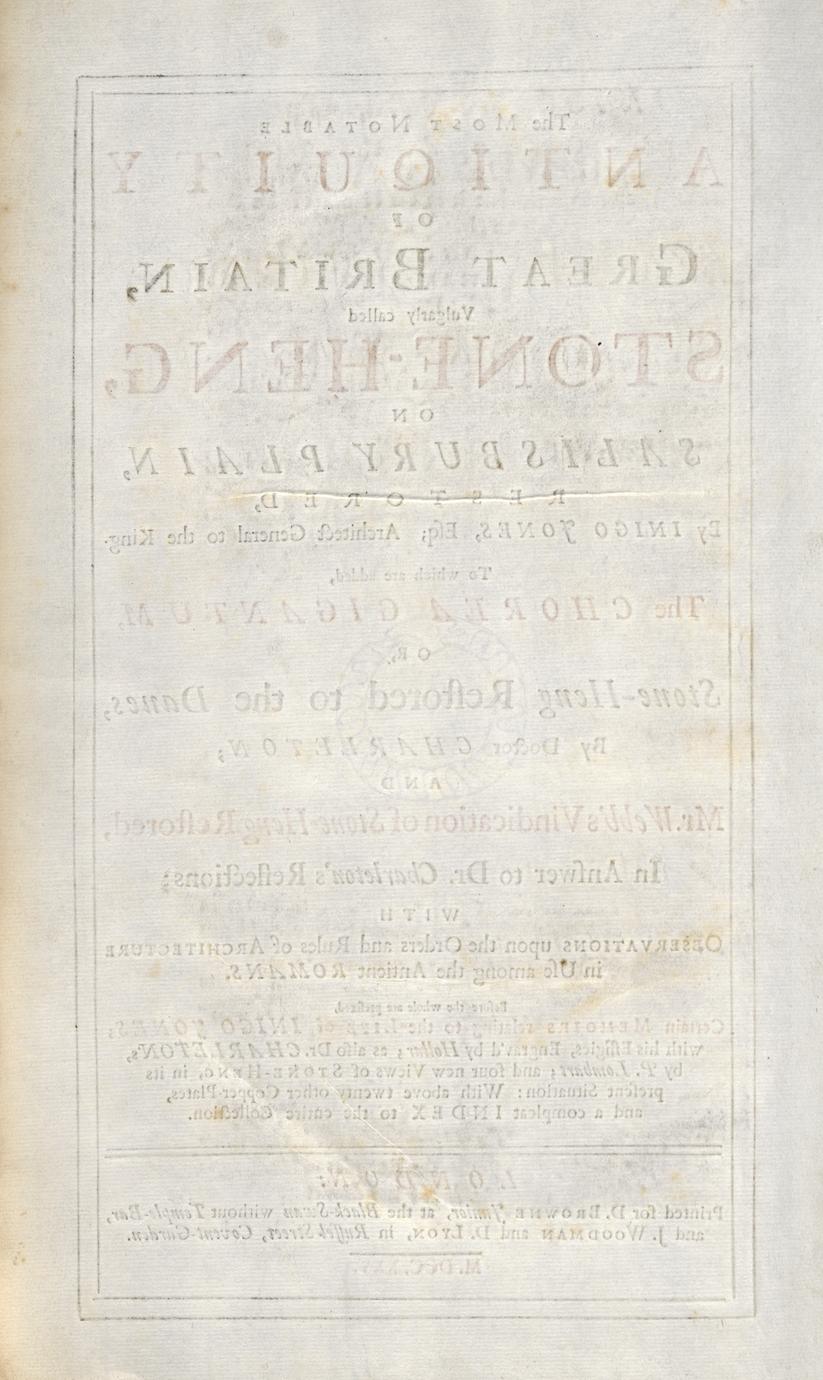 The MOST NOTABLE
ANTIQUITY
OF
GREAT BRITAIN,
Vulgarly called
STONE-HENG,
ON
SALISBURY PLAIN,
RESTORED,
By INIGO JONES, Eſq; Architect General to the King.
To which are added,
The CHOREA GIGANTUM,
OR,
Stone-Heng Reſtored to the Danes,
By Doctor CHARLETON;
AND
Mr. Webb's Vindication of Stone-Heng Reſtored,
In Anſwer to Dr. Charleton's Reflections;
WITH
OBSERVATIONS upon the Orders and Rules of ARCHITECTURE
in Uſe among the Antient ROMANS.
Before the whole are prefixed,
Certain MEMOIRS relating to the LIFE of INIGO JONES,
with his Effigies, Engrav'd by Hollar; as alſo Dr. CHARLETON's,
by P. Lombart; and four new Views of STONE-HENG, in its
preſent Situation: With above twenty other Copper-Plates,
and a compleat INDEX to the entire Collection.
LONDON:
Printed for D. BROWNE Junior, at the Black-Swan without Temple-Bar,
and J. WOODMAN and D. LYON, in Ruſſel-Street, Covent-Garden.
M.DCC.XXV.